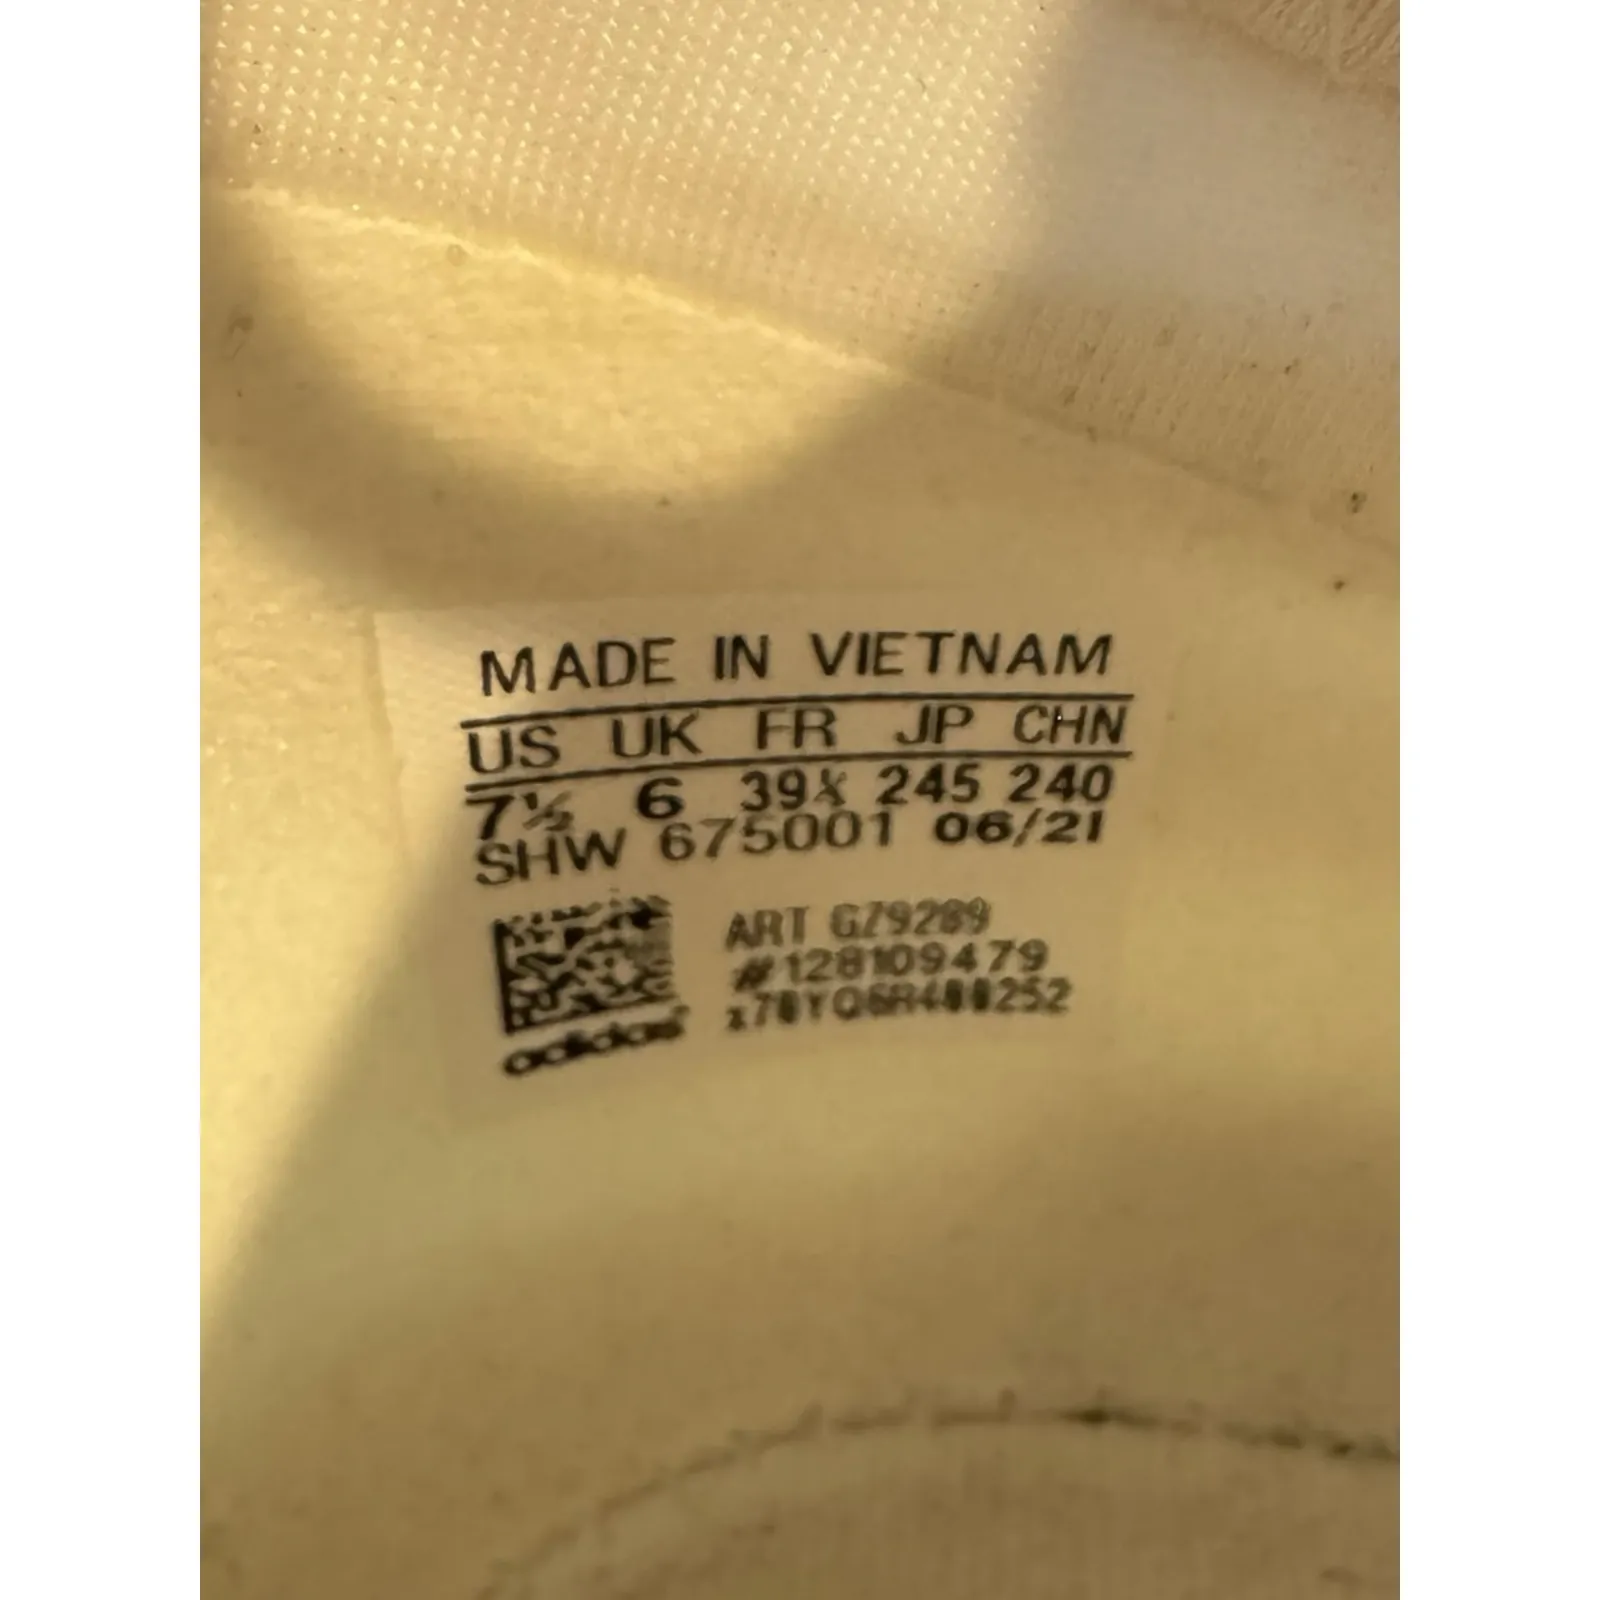 MADE IN VIETNAM
US UK FR JP CHN
7½ 6 39⅓ 245 240
SHW 675001 06/21
ART GZ9289
#128109479
adidas